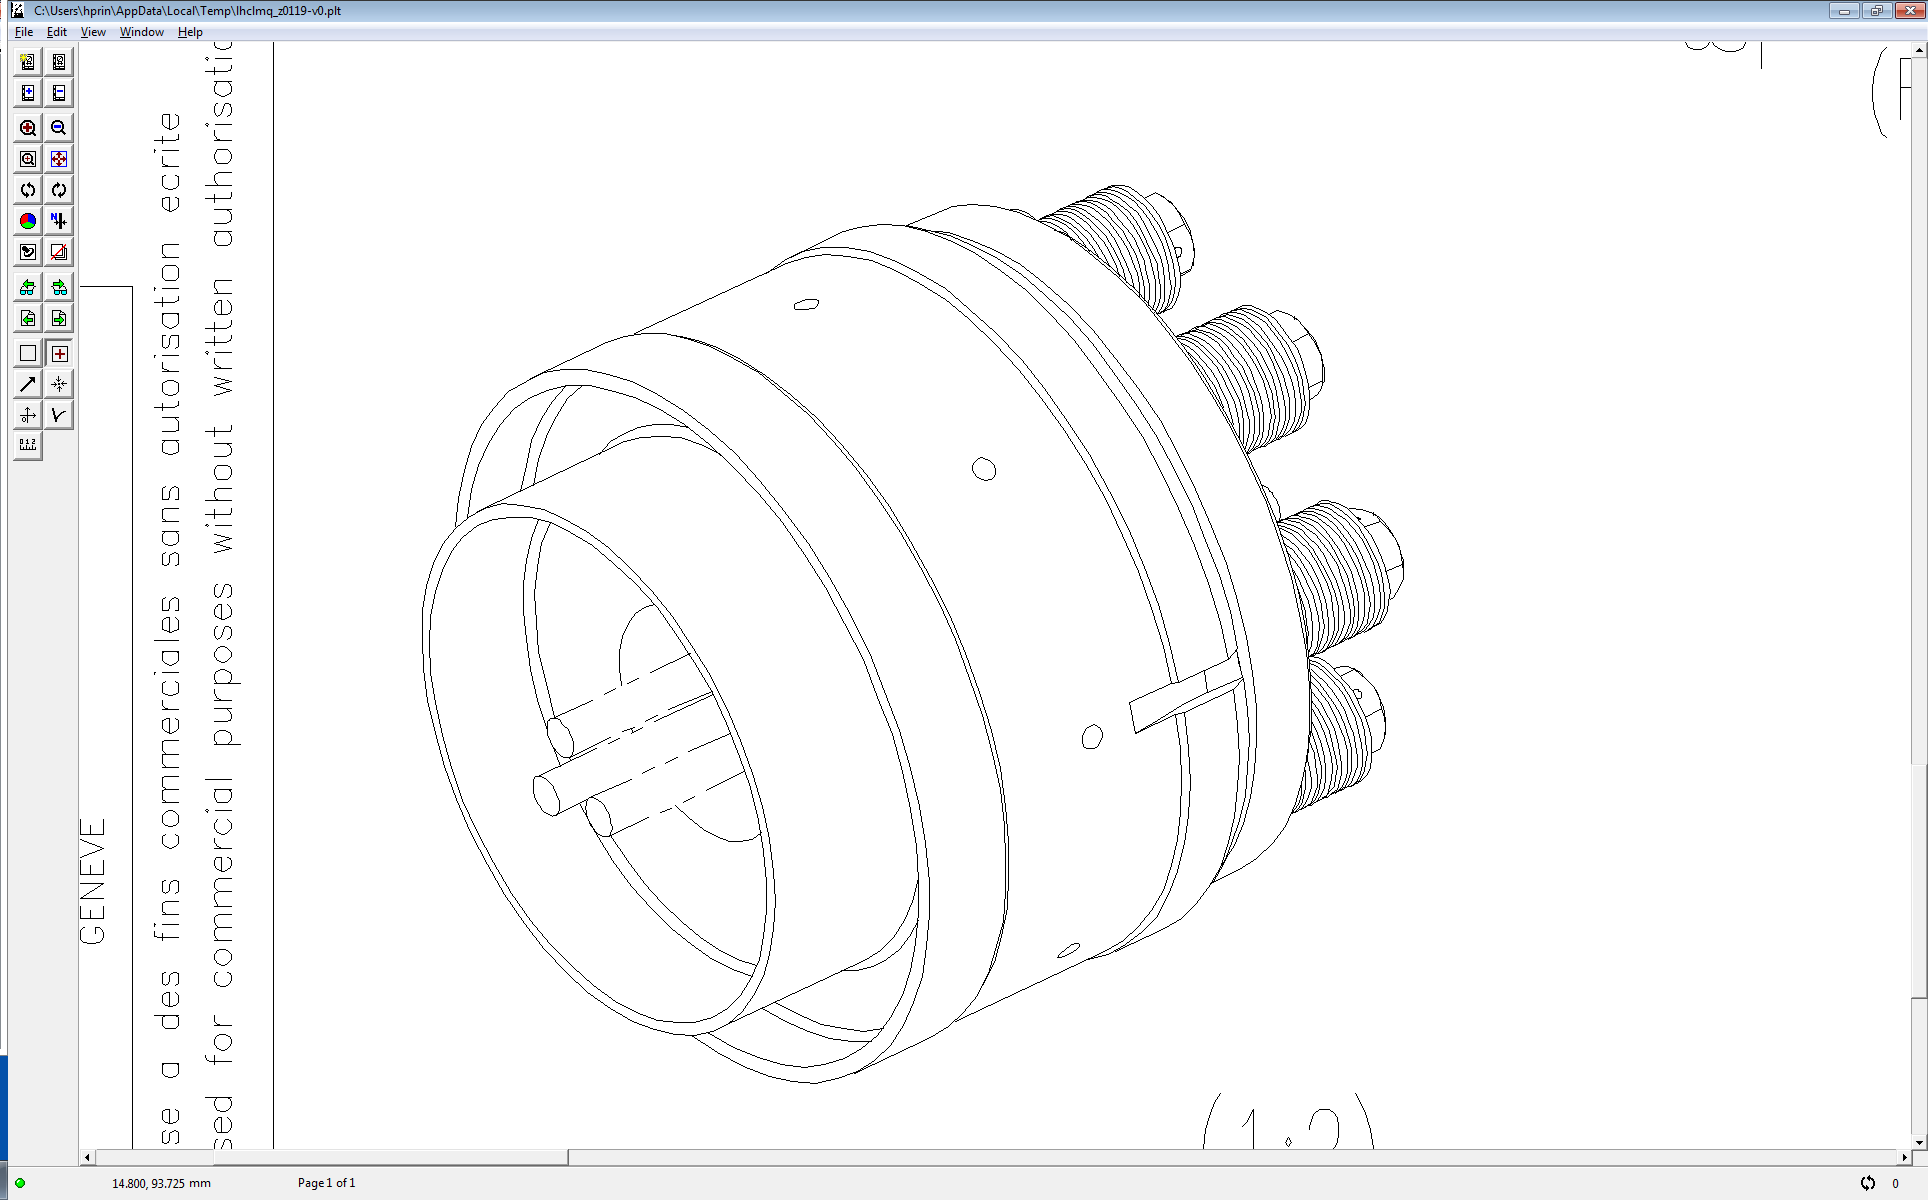 C:\Users\hprin\AppData\Local\Temp\lhclmq_z0119-v0.plt
File Edit View Window Help
GENEVE
se a des fins commerciales sans autorisation ecrite
sed for commercial purposes without written authorisatio
(1:2)
14.800, 93.725 mm
Page 1 of 1
0